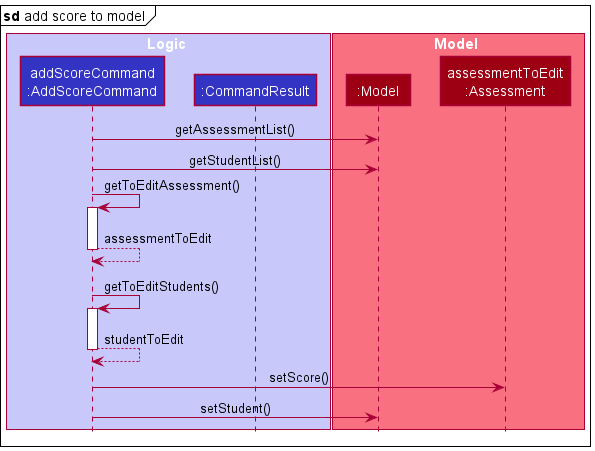 sd add score to model
Logic
Model
addScoreCommand
:AddScoreCommand
:CommandResult
:Model
assessmentToEdit
:Assessment
getAssessmentList()
getStudentList()
getToEditAssessment()
assessmentToEdit
getToEditStudents()
studentToEdit
setScore()
setStudent()